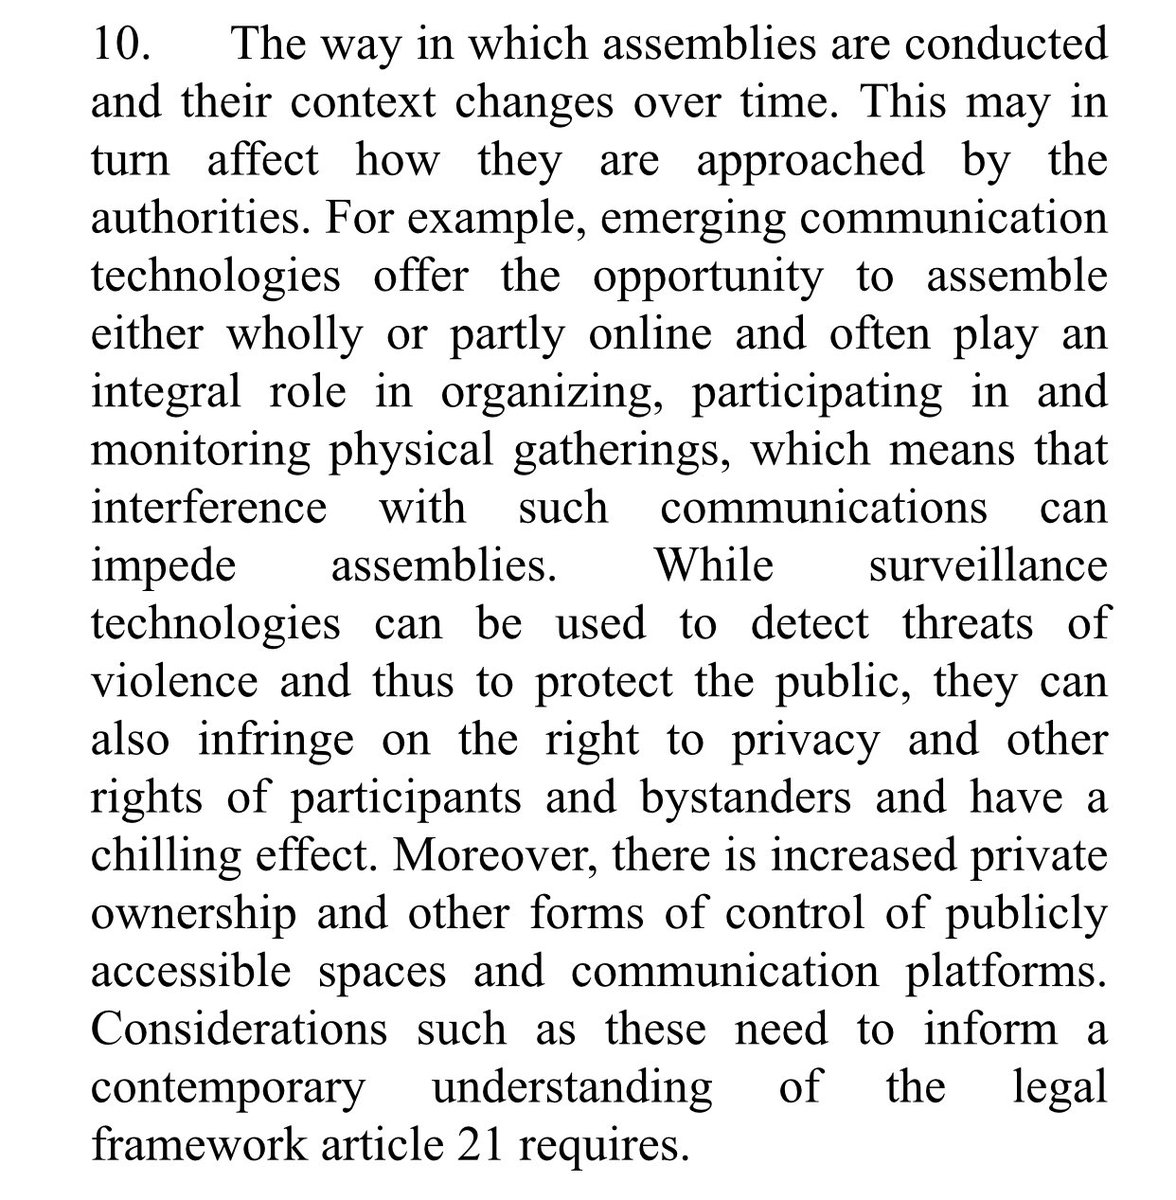 10. The way in which assemblies are conducted
and their context changes over time. This may in
turn affect how they are approached by the
authorities. For example, emerging communication
technologies offer the opportunity to assemble
either wholly or partly online and often play an
integral role in organizing, participating in and
monitoring physical gatherings, which means that
interference with such communications can
impede assemblies. While surveillance
technologies can be used to detect threats of
violence and thus to protect the public, they can
also infringe on the right to privacy and other
rights of participants and bystanders and have a
chilling effect. Moreover, there is increased private
ownership and other forms of control of publicly
accessible spaces and communication platforms.
Considerations such as these need to inform a
contemporary understanding of the legal
framework article 21 requires.